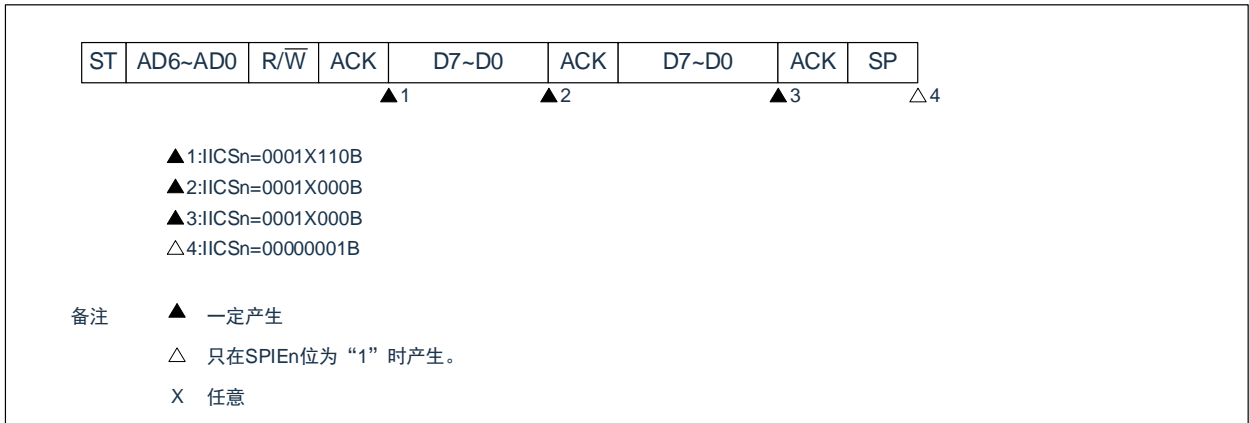 ST AD6~AD0 R/W̅ ACK D7~D0 ACK D7~D0 ACK SP
▲1 ▲2 ▲3 △4
▲1:IICSn=0001X110B
▲2:IICSn=0001X000B
▲3:IICSn=0001X000B
△4:IICSn=00000001B
备注 ▲ 一定产生
△ 只在SPIEn位为“1”时产生。
X 任意